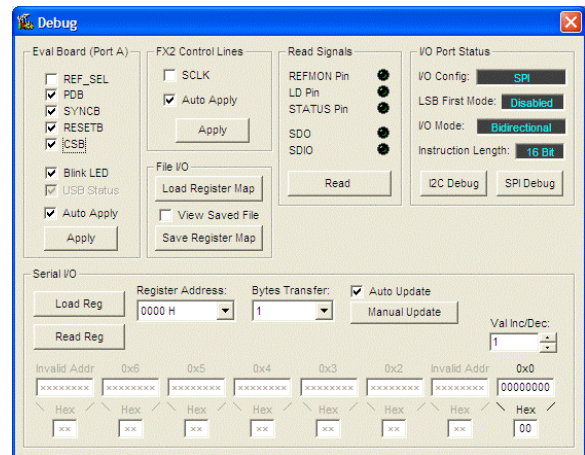 Debug
Eval Board (Port A)
REF_SEL
PDB
SYNCB
RESETB
CSB
Blink LED
USB Status
Auto Apply
Apply
FX2 Control Lines
SCLK
Auto Apply
Apply
File I/O
Load Register Map
View Saved File
Save Register Map
Read Signals
REFMON Pin
LD Pin
STATUS Pin
SDO
SDIO
Read
I/O Port Status
I/O Config: SPI
LSB First Mode: Disabled
I/O Mode: Bidirectional
Instruction Length: 16 Bit
I2C Debug SPI Debug
Serial I/O
Load Reg
Read Reg
Register Address:
0000 H
Bytes Transfer:
1
Auto Update
Manual Update
Val Inc/Dec:
1
Invalid Addr 0x6 0x5 0x4 0x3 0x2 Invalid Addr 0x0
xxxxxxxx xxxxxxxx xxxxxxxx xxxxxxxx xxxxxxxx xxxxxxxx xxxxxxxx 00000000
Hex Hex Hex Hex Hex Hex Hex Hex
xx xx xx xx xx xx xx 00